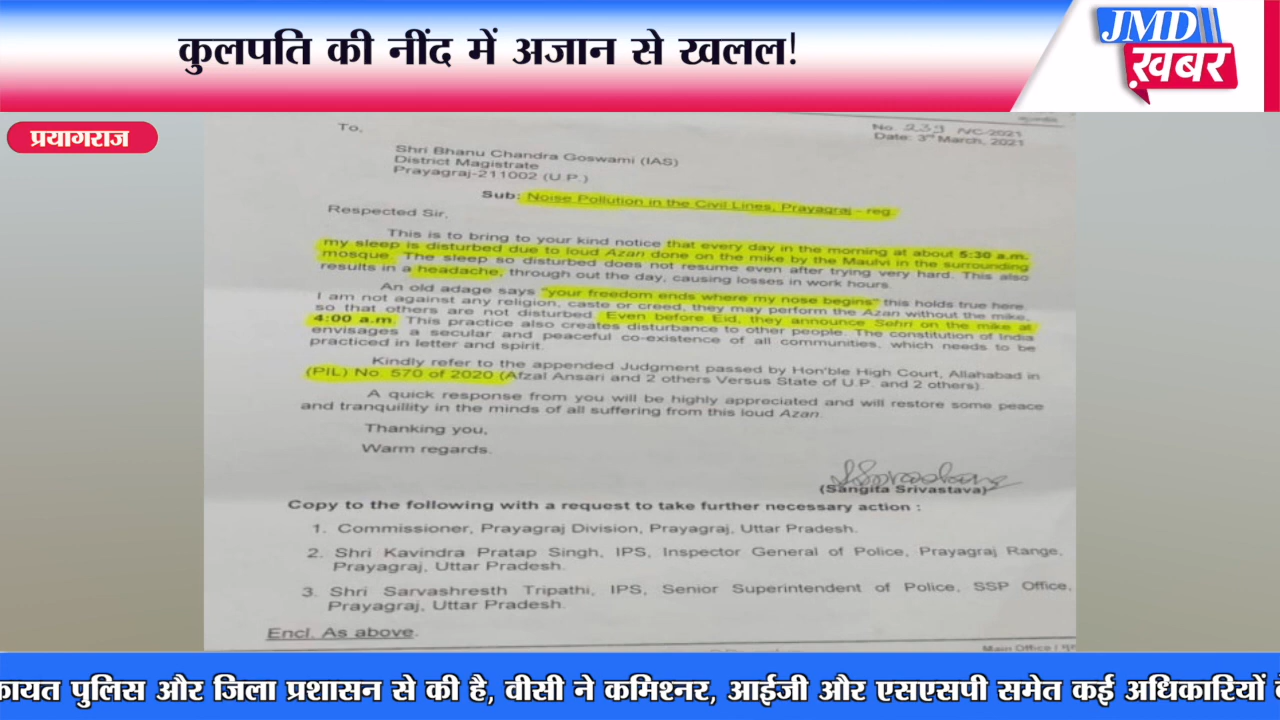 कुलपति की नींद में अजान से खलल!
JMD
ख़बर
प्रयागराज
To,
No. 239 /VC-2021
Date: 3rd March, 2021
Shri Bhanu Chandra Goswami (IAS)
District Magistrate
Prayagraj-211002 (U.P.)
Sub: Noise Pollution in the Civil Lines, Prayagraj - reg.
Respected Sir,
This is to bring to your kind notice that every day in the morning at about 5:30 a.m.
my sleep is disturbed due to loud Azan done on the mike by the Maulvi in the surrounding
mosque. The sleep so disturbed does not resume even after trying very hard. This also
results in a headache, through out the day, causing losses in work hours.
An old adage says "your freedom ends where my nose begins" this holds true here.
I am not against any religion, caste or creed, they may perform the Azan without the mike,
so that others are not disturbed. Even before Eid, they announce Sehri on the mike at
4:00 a.m. This practice also creates disturbance to other people. The constitution of India
envisages a secular and peaceful co-existence of all communities, which needs to be
practiced in letter and spirit.
Kindly refer to the appended Judgment passed by Hon'ble High Court, Allahabad in
(PIL) No. 570 of 2020 (Afzal Ansari and 2 others Versus State of U.P. and 2 others).
A quick response from you will be highly appreciated and will restore some peace
and tranquillity in the minds of all suffering from this loud Azan.
Thanking you,
Warm regards.
(Sangita Srivastava)
Copy to the following with a request to take further necessary action :
1. Commissioner, Prayagraj Division, Prayagraj, Uttar Pradesh.
2. Shri Kavindra Pratap Singh, IPS, Inspector General of Police, Prayagraj Range,
Prayagraj, Uttar Pradesh.
3. Shri Sarvashresth Tripathi, IPS, Senior Superintendent of Police, SSP Office,
Prayagraj, Uttar Pradesh.
Encl. As above.
Main Office
कायत पुलिस और जिला प्रशासन से की है, वीसी ने कमिश्नर, आईजी और एसएसपी समेत कई अधिकारियों